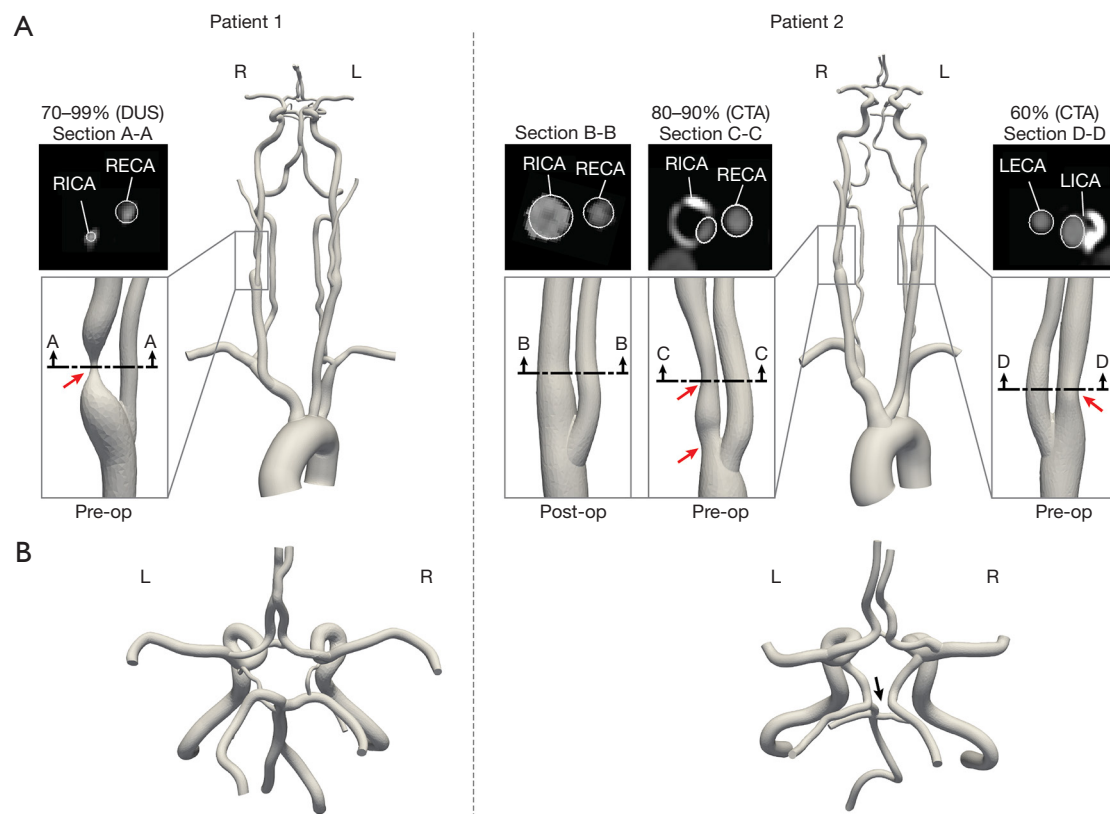 A
Patient 1
Patient 2
R
L
70–99% (DUS)
Section A-A
RICA
RECA
A
A
Pre-op
R
L
Section B-B
RICA
RECA
80–90% (CTA)
Section C-C
RICA
RECA
60% (CTA)
Section D-D
LECA
LICA
B
B
Post-op
C
C
Pre-op
D
D
Pre-op
B
L
R
L
R